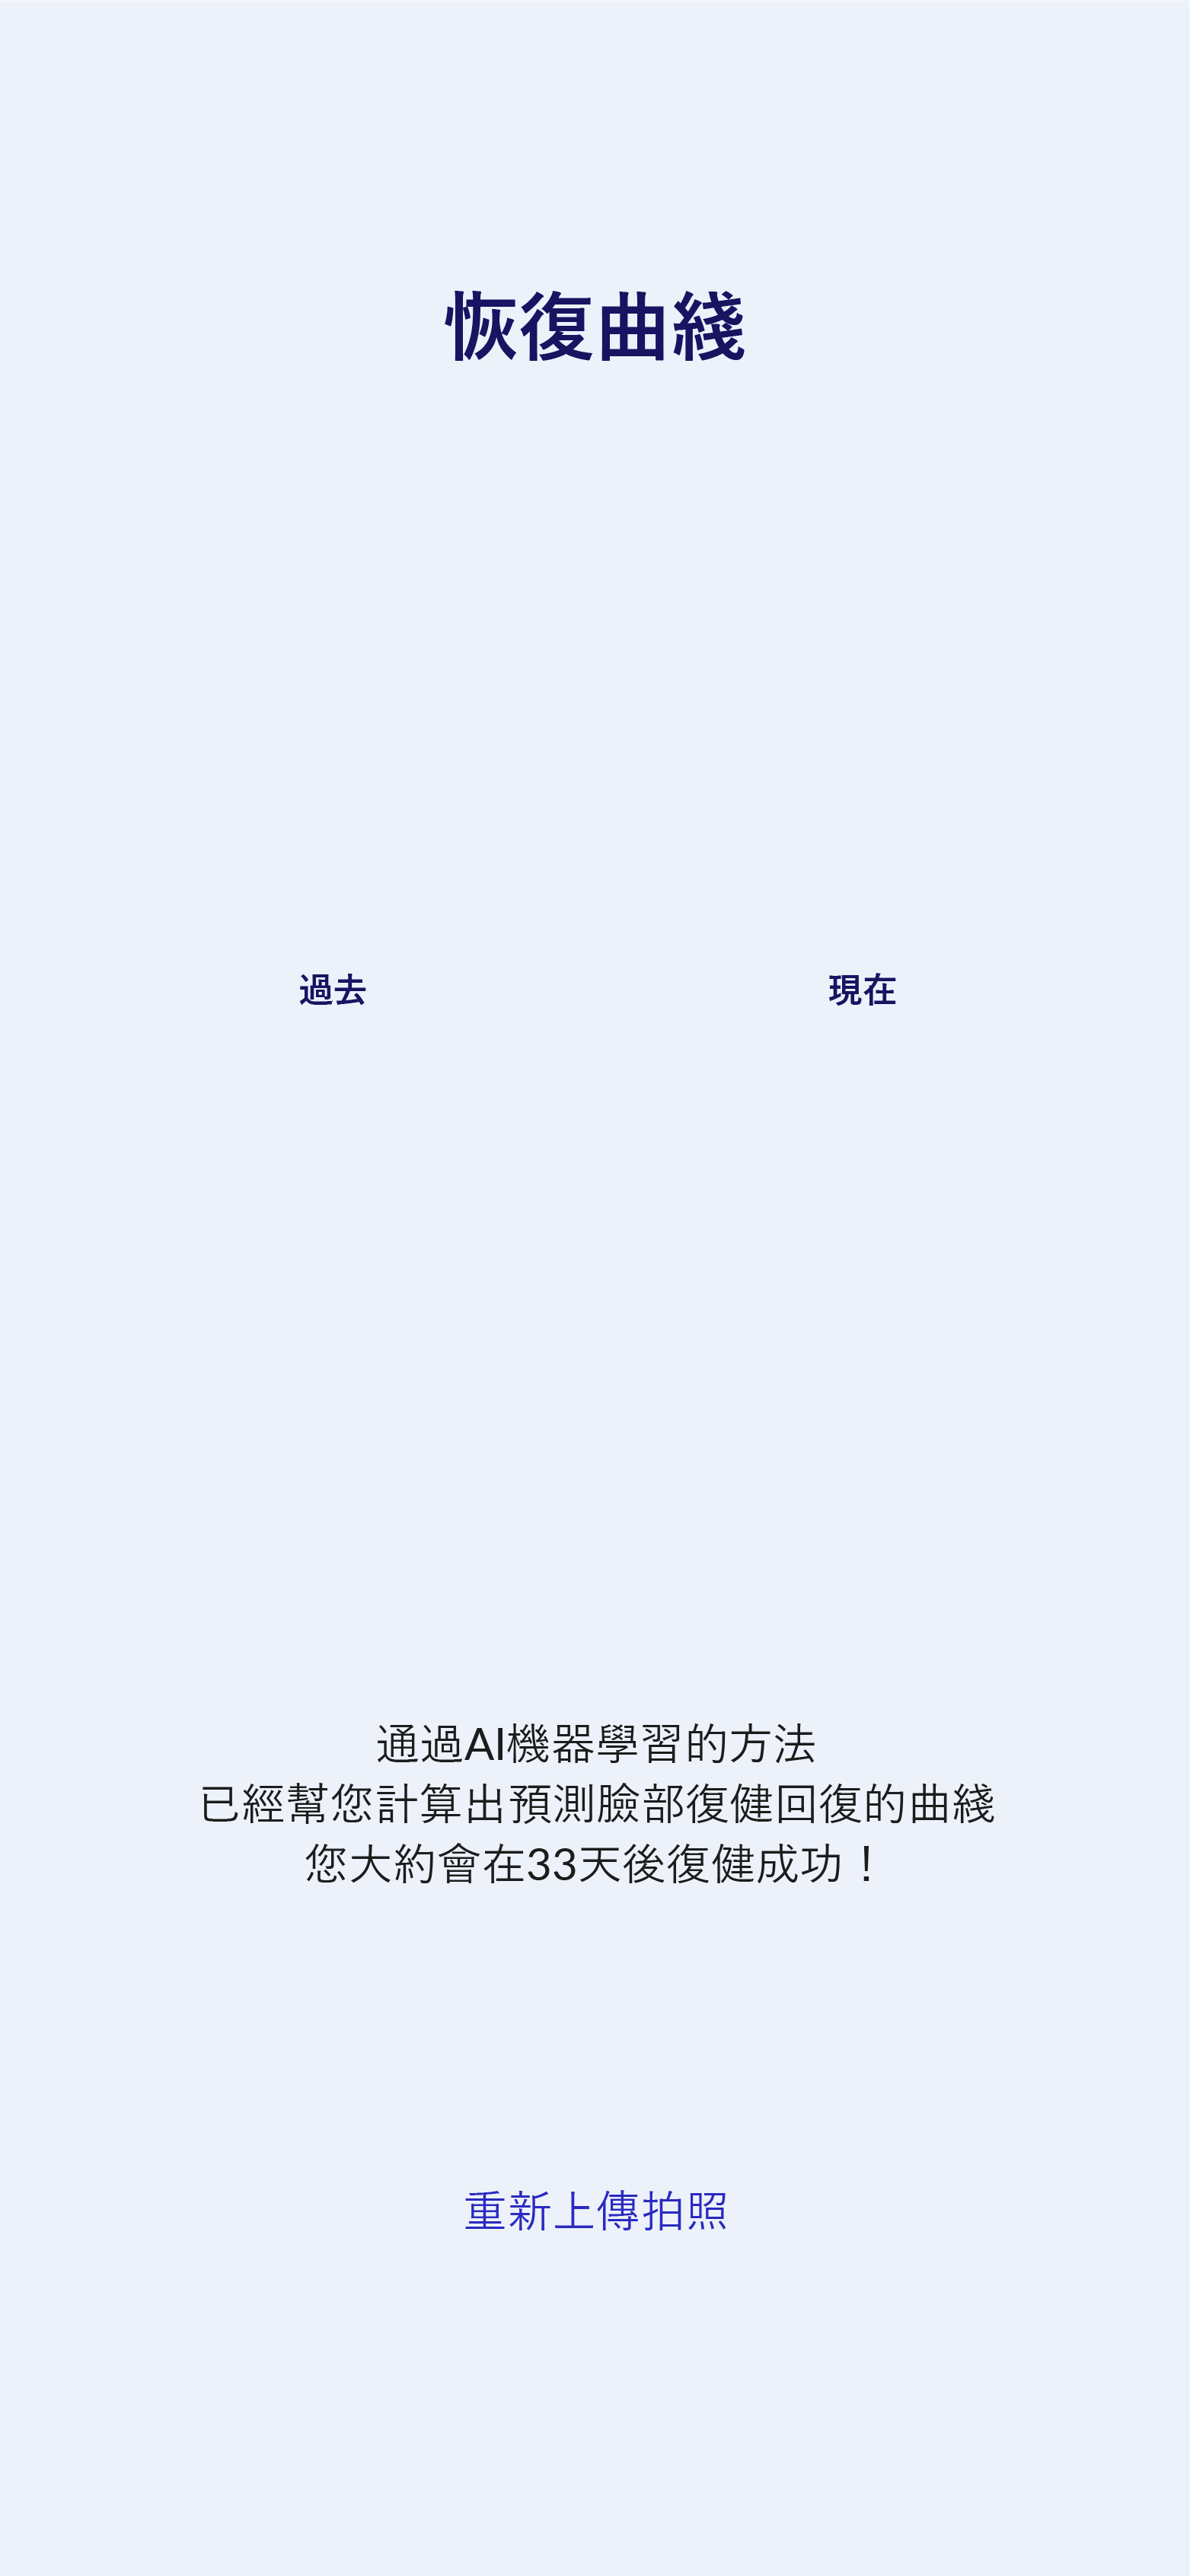 恢復曲綫
過去
現在
通過AI機器學習的方法
已經幫您計算出預測臉部復健回復的曲綫
您大約會在33天後復健成功！
重新上傳拍照